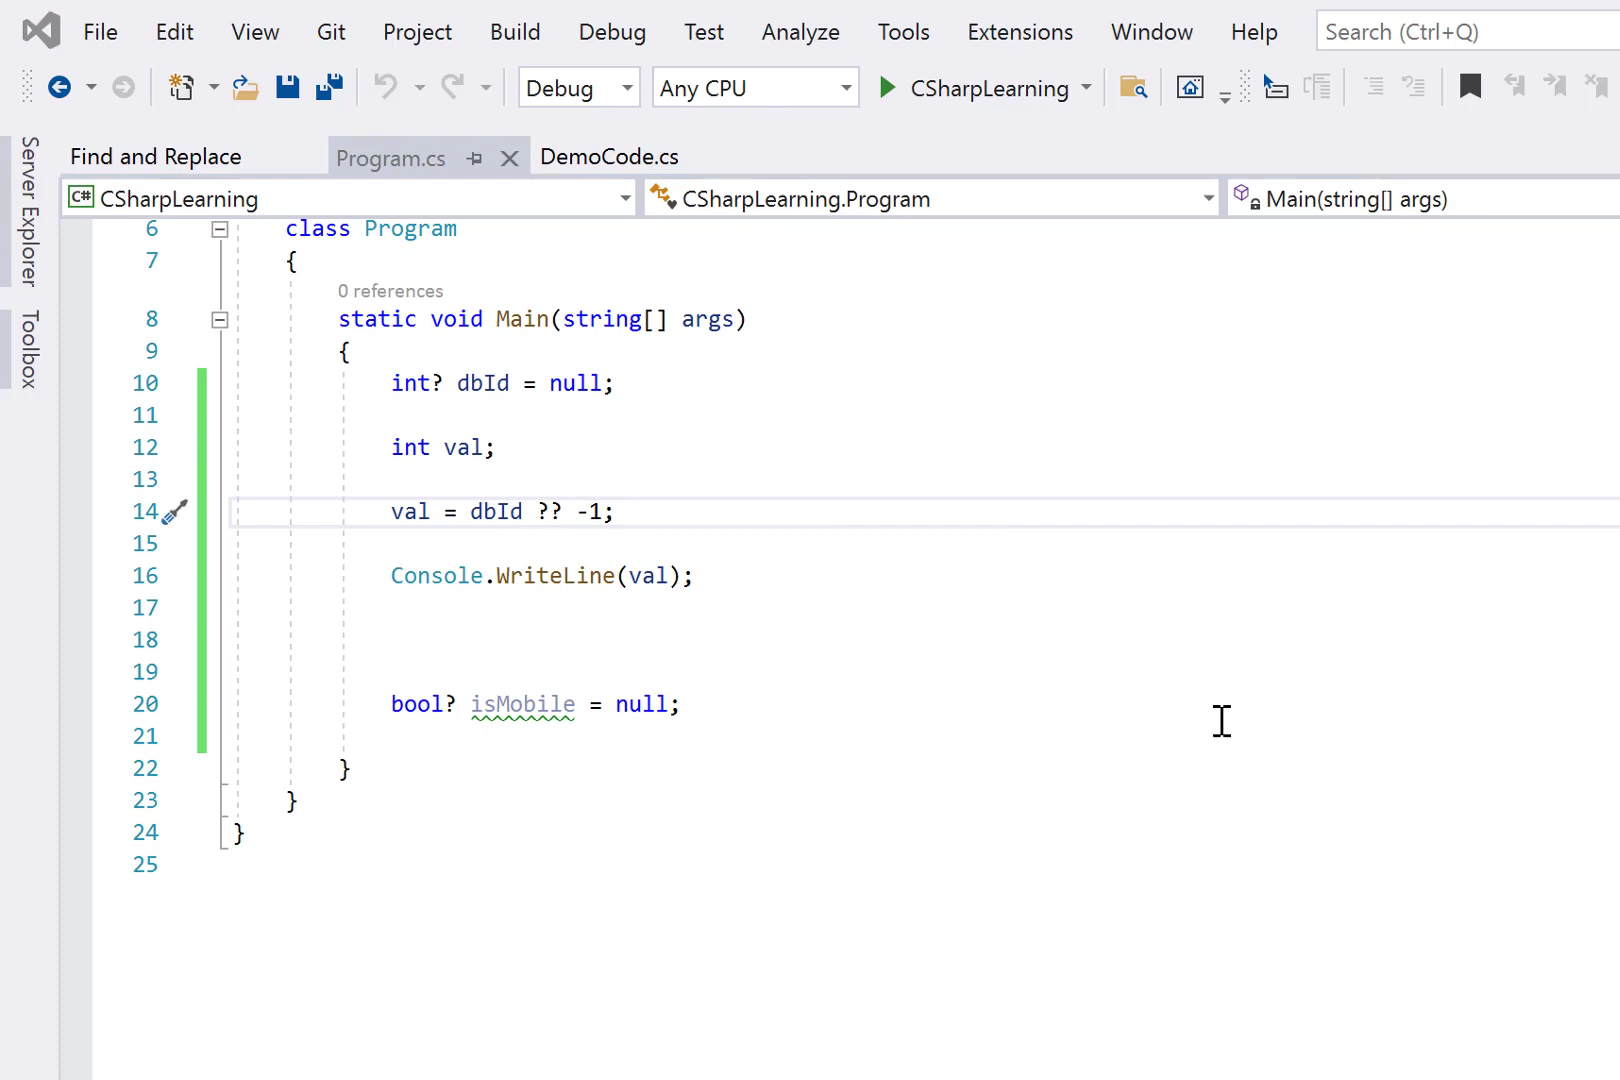 File Edit View Git Project Build Debug Test Analyze Tools Extensions Window Help Search (Ctrl+Q)
Debug Any CPU CSharpLearning
Server Explorer
Toolbox
Find and Replace Program.cs DemoCode.cs
C# CSharpLearning CSharpLearning.Program Main(string[] args)
6 class Program
7 {
0 references
8 static void Main(string[] args)
9 {
10 int? dbId = null;
11
12 int val;
13
14 val = dbId ?? -1;
15
16 Console.WriteLine(val);
17
18
19
20 bool? isMobile = null;
21
22 }
23 }
24 }
25